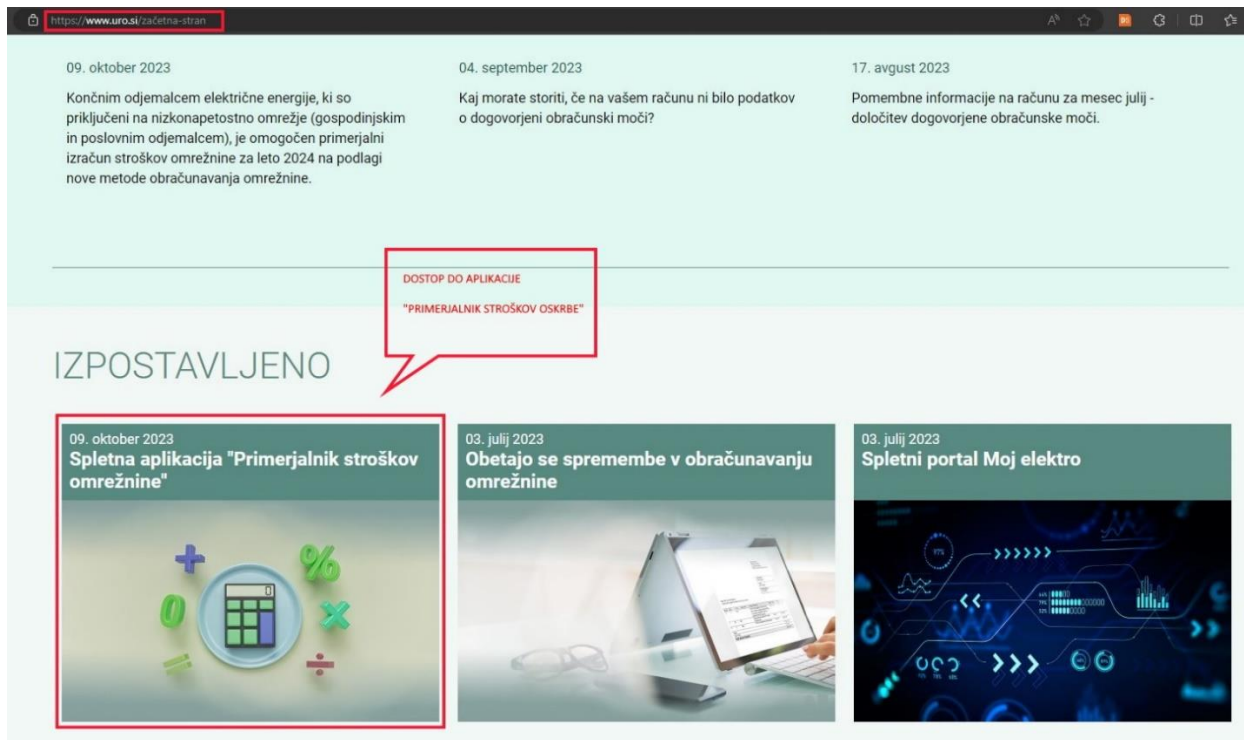 https://www.uro.si/začetna-stran
09. oktober 2023
Končnim odjemalcem električne energije, ki so
priključeni na nizkonapetostno omrežje (gospodinjskim
in poslovnim odjemalcem), je omogočen primerjalni
izračun stroškov omrežnine za leto 2024 na podlagi
nove metode obračunavanja omrežnine.
04. september 2023
Kaj morate storiti, če na vašem računu ni bilo podatkov
o dogovorjeni obračunski moči?
17. avgust 2023
Pomembne informacije na računu za mesec julij -
določitev dogovorjene obračunske moči.
DOSTOP DO APLIKACIJE
"PRIMERJALNIK STROŠKOV OSKRBE"
IZPOSTAVLJENO
09. oktober 2023
Spletna aplikacija "Primerjalnik stroškov
omrežnine"
03. julij 2023
Obetajo se spremembe v obračunavanju
omrežnine
03. julij 2023
Spletni portal Moj elektro